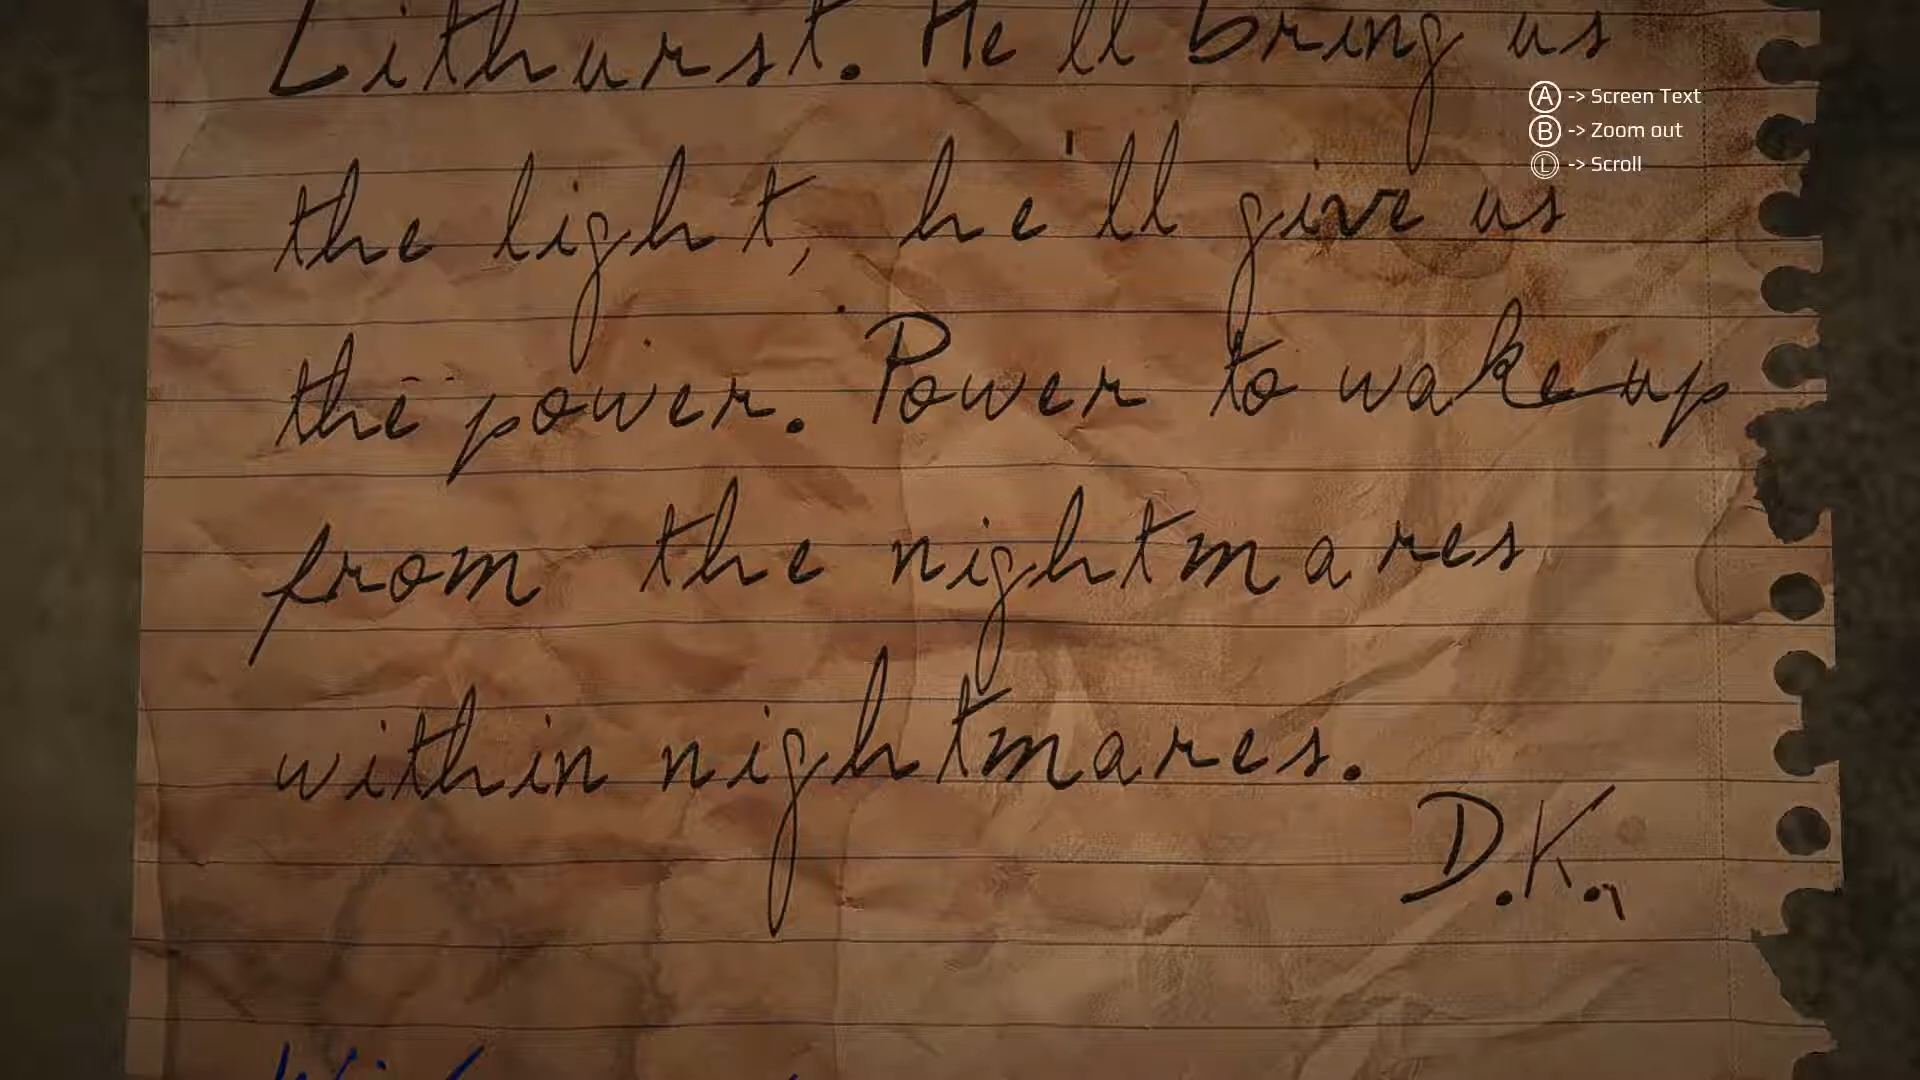 Lithurst. He'll bring us
the light, he'll give us
the power. Power to wake up
from the nightmares
within nightmares.
D.K.
A -> Screen Text
B -> Zoom out
L -> Scroll